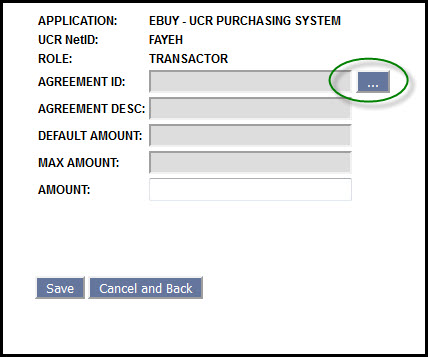 APPLICATION: EBUY - UCR PURCHASING SYSTEM
UCR NetID: FAYEH
ROLE: TRANSACTOR
AGREEMENT ID: ...
AGREEMENT DESC:
DEFAULT AMOUNT:
MAX AMOUNT:
AMOUNT:
Save Cancel and Back